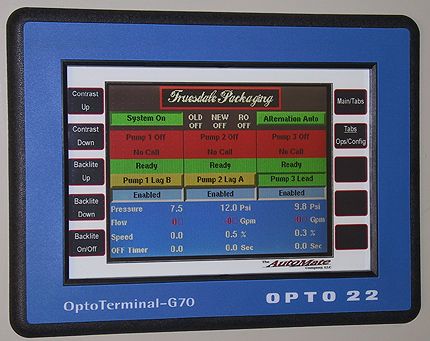 Contrast Up
Contrast Down
Backlite Up
Backlite Down
Backlite On/Off
Main/Tabs
Tabs
Ops/Config
Truesdale Packaging
System On OLD OFF NEW OFF RO OFF Alternation Auto
Pump 1 Off Pump 2 Off Pump 3 Off
No Call No Call No Call
Ready Ready Ready
Pump 1 Lag B Pump 2 Lag A Pump 3 Lead
Enabled Enabled Enabled
Pressure 7.5 12.0 Psi 9.8 Psi
Flow Gpm Gpm
Speed 0.0 0.5 % 0.3 %
OFF Timer 0.0 0.0 Sec 0.0 Sec
The AutoMate
Company, LLC
OptoTerminal-G70 OPTO 22